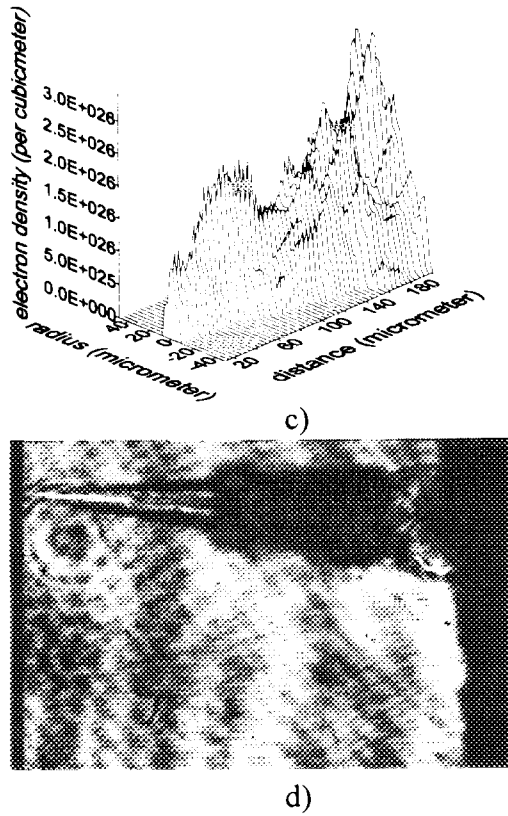 3.0E+026
2.5E+026
2.0E+026
1.5E+026
1.0E+026
5.0E+025
0.0E+000
electron density (per cubicmeter)
40
20
0
-20
-40
radius (micrometer)
20
60
100
140
180
distance (micrometer)
c)
d)